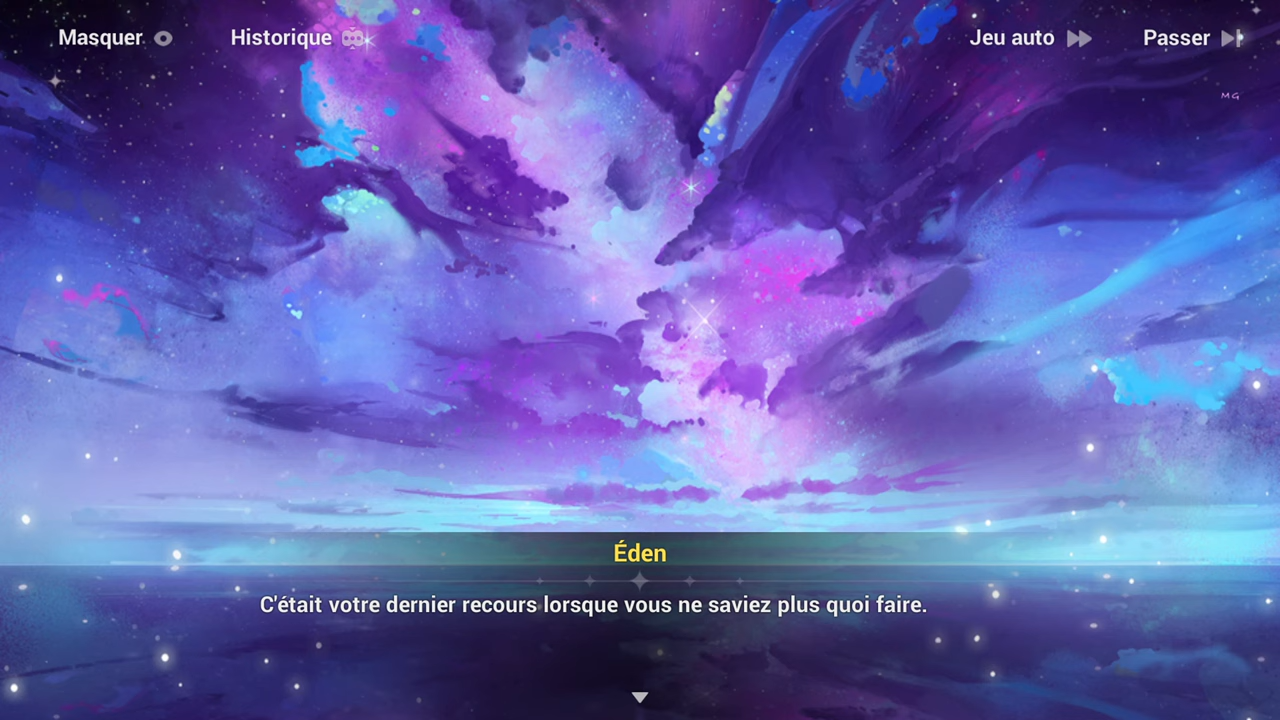 Masquer
Historique
Jeu auto
Passer
MG
Éden
C'était votre dernier recours lorsque vous ne saviez plus quoi faire.